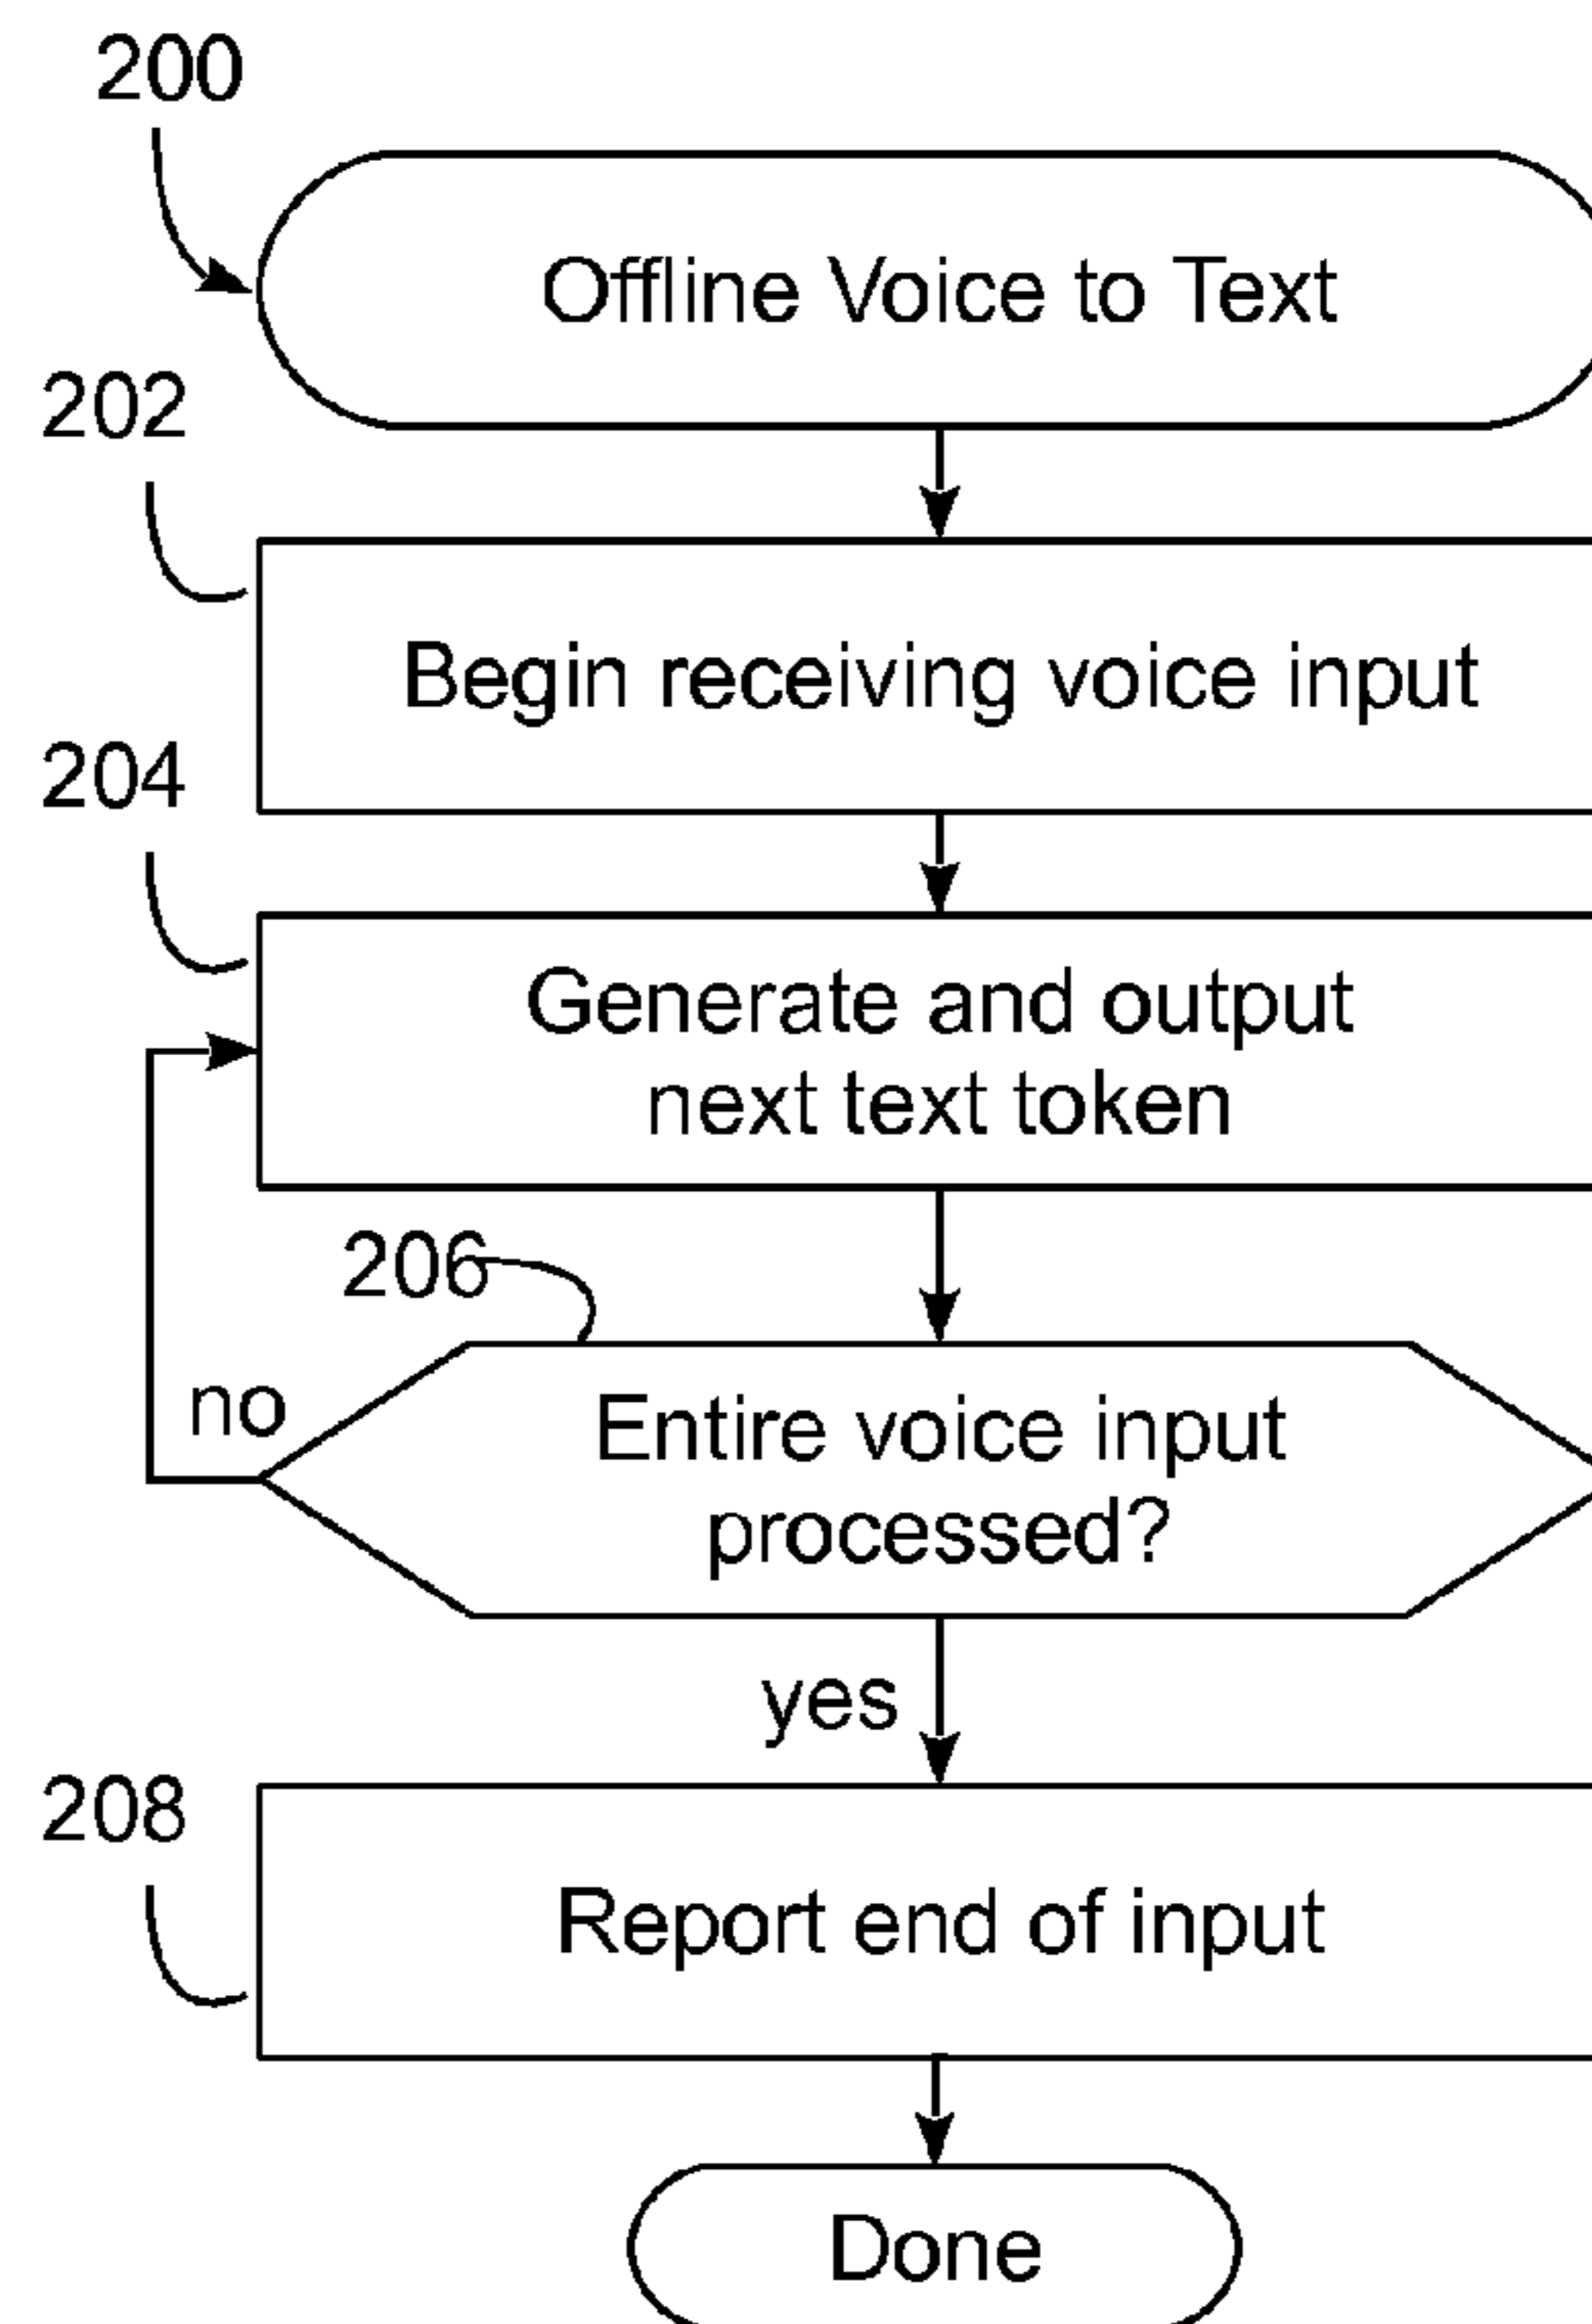 200
Offline Voice to Text
202
Begin receiving voice input
204
Generate and output
next text token
206
no
Entire voice input
processed?
yes
208
Report end of input
Done